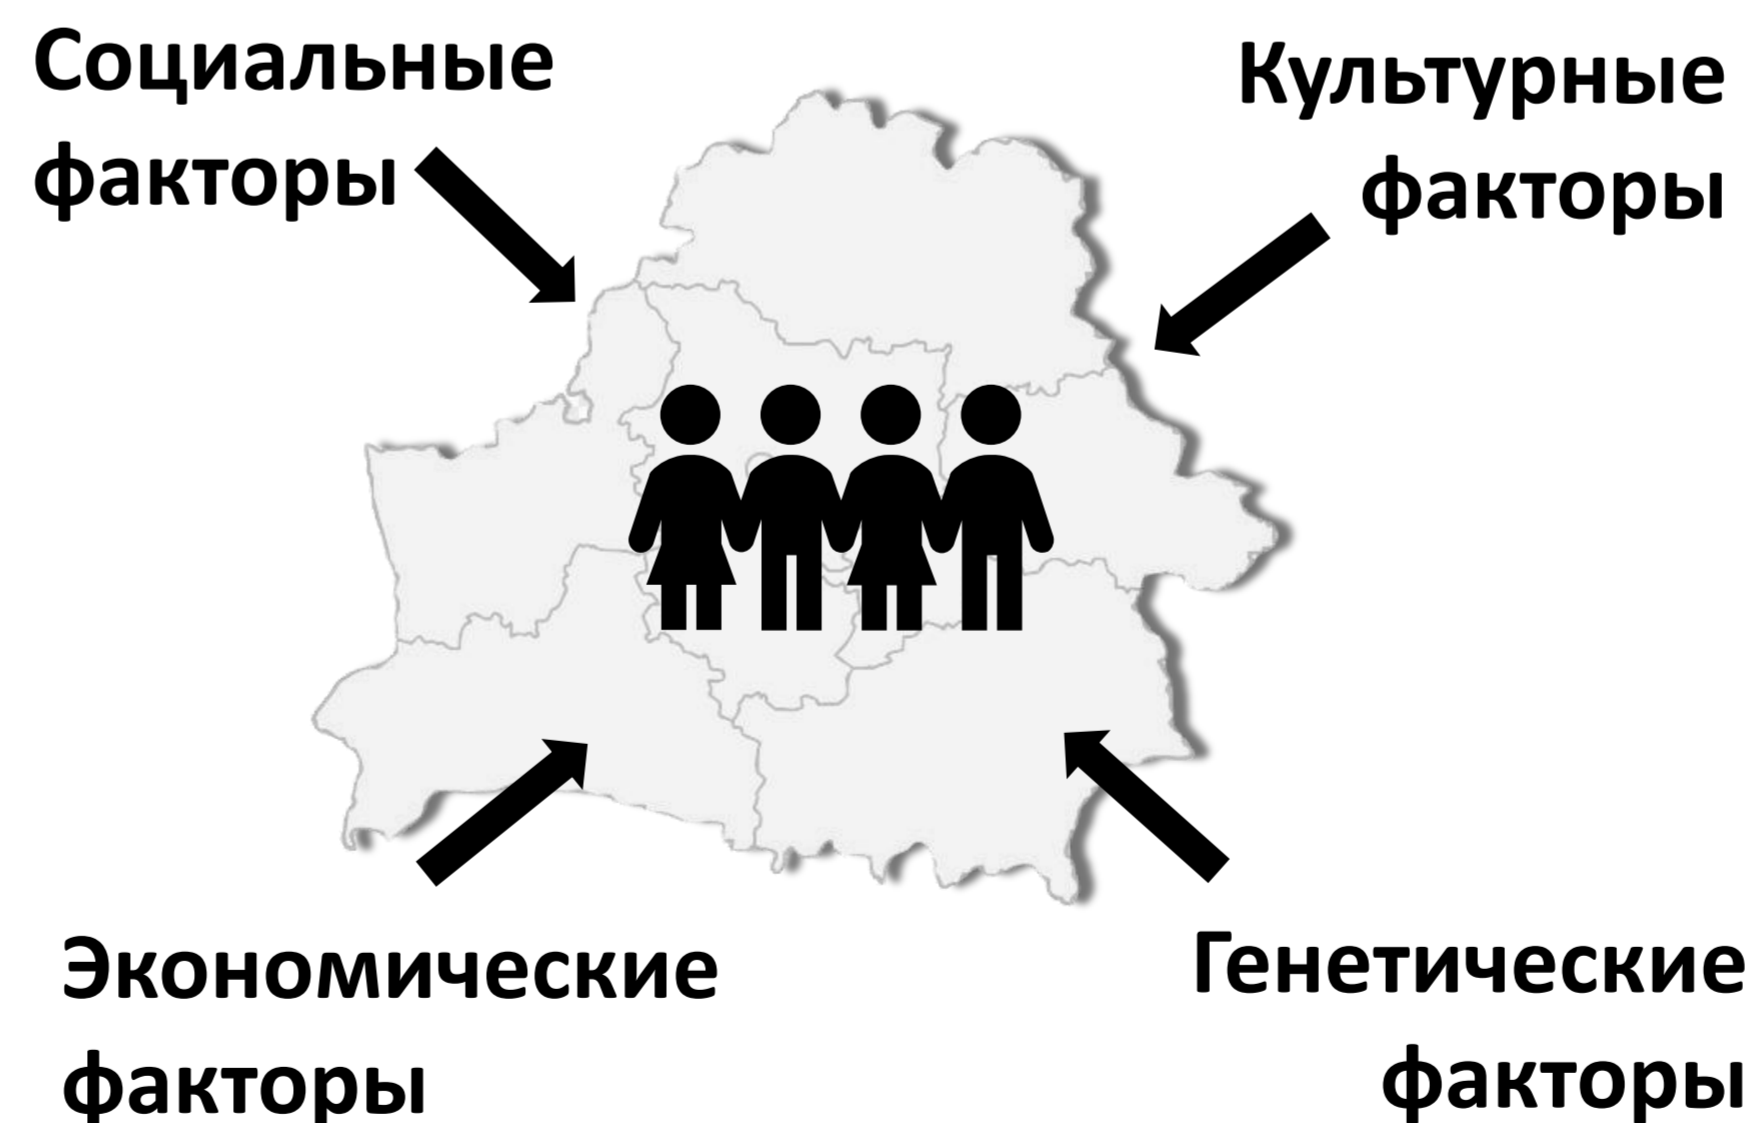 Социальные
факторы
Культурные
факторы
Экономические
факторы
Генетические
факторы